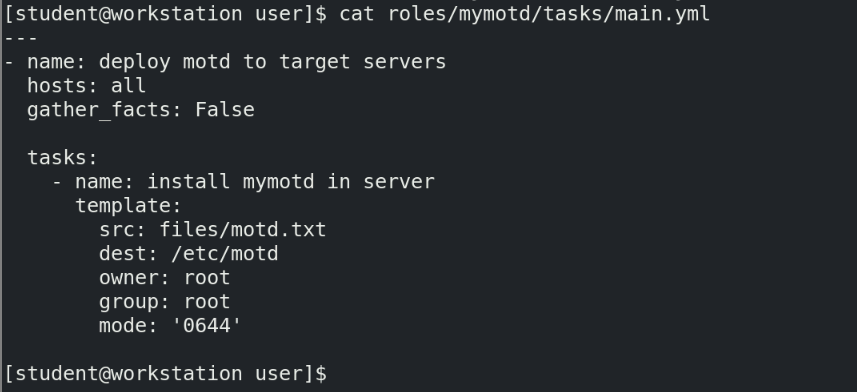 [student@workstation user]$ cat roles/mymotd/tasks/main.yml
---
- name: deploy motd to target servers
  hosts: all
  gather_facts: False

  tasks:
    - name: install mymotd in server
      template:
        src: files/motd.txt
        dest: /etc/motd
        owner: root
        group: root
        mode: '0644'

[student@workstation user]$